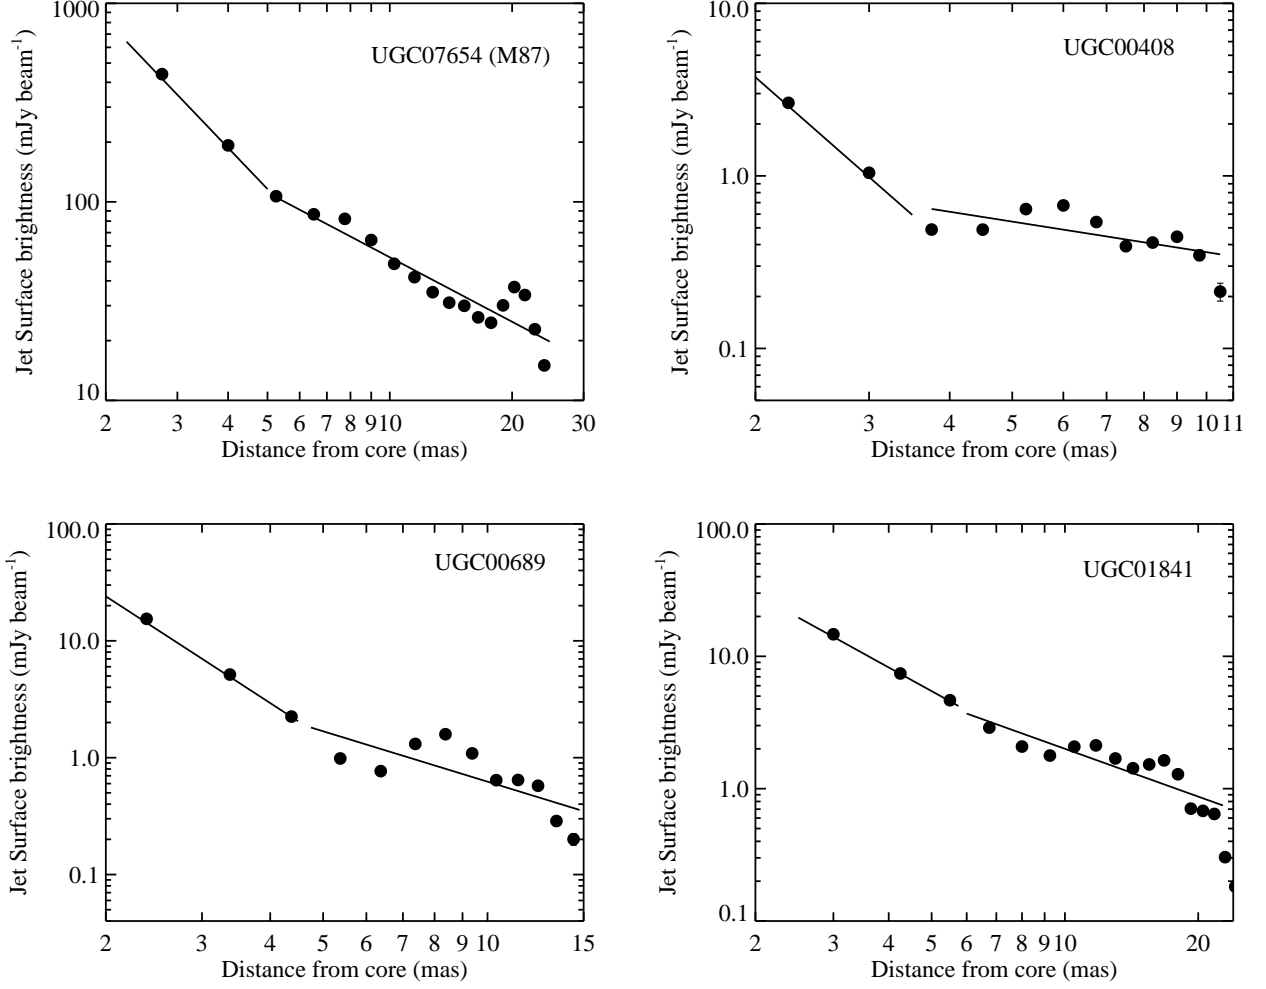 1000
100
10
Jet Surface brightness (mJy beam-1)
UGC07654 (M87)
2 3 4 5 6 7 8 9 10 20 30
Distance from core (mas)
10.0
1.0
0.1
Jet Surface brightness (mJy beam-1)
UGC00408
2 3 4 5 6 7 8 9 10 11
Distance from core (mas)
100.0
10.0
1.0
0.1
Jet Surface brightness (mJy beam-1)
UGC00689
2 3 4 5 6 7 8 9 10 15
Distance from core (mas)
100.0
10.0
1.0
0.1
Jet Surface brightness (mJy beam-1)
UGC01841
2 3 4 5 6 7 8 9 10 20
Distance from core (mas)